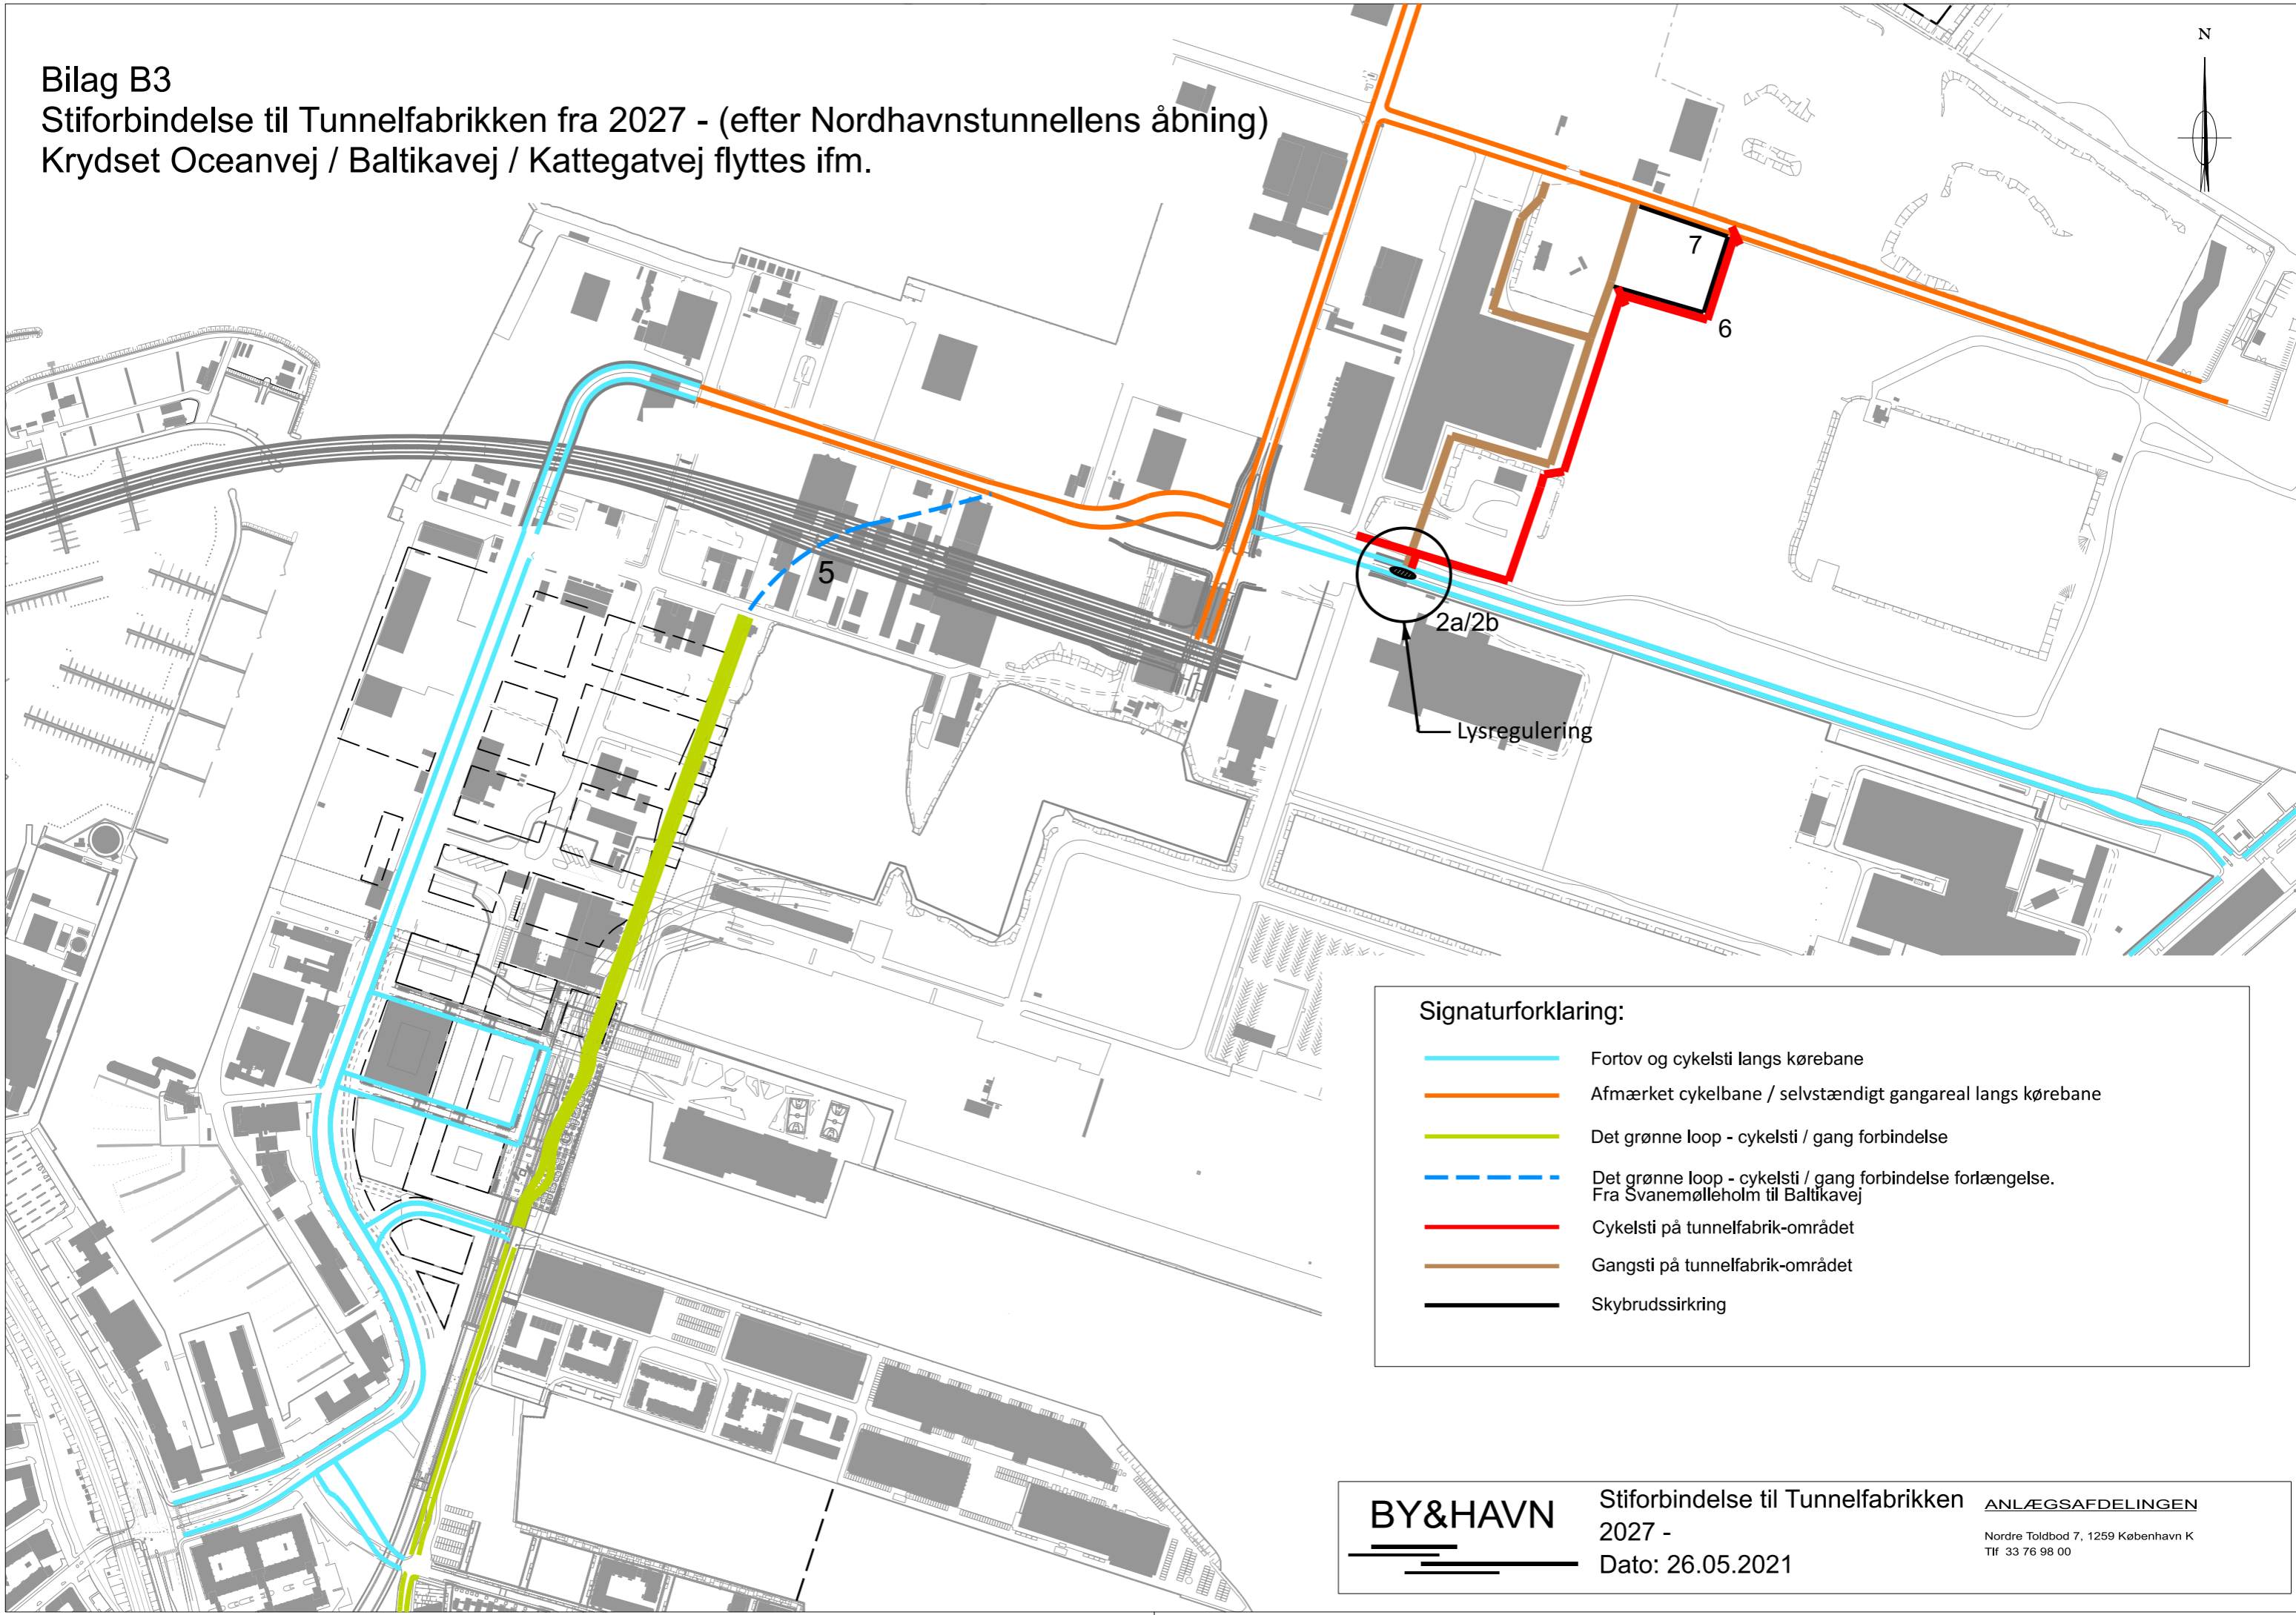 Bilag B3
Stiforbindelse til Tunnelfabrikken fra 2027 - (efter Nordhavnstunnellens åbning)
Krydset Oceanvej / Baltikavej / Kattegatvej flyttes ifm.
N
7
6
5
2a/2b
Lysregulering
Signaturforklaring:
Fortov og cykelsti langs kørebane
Afmærket cykelbane / selvstændigt gangareal langs kørebane
Det grønne loop - cykelsti / gang forbindelse
Det grønne loop - cykelsti / gang forbindelse forlængelse.
Fra Svanemølleholm til Baltikavej
Cykelsti på tunnelfabrik-området
Gangsti på tunnelfabrik-området
Skybrudssirkring
BY&HAVN
Stiforbindelse til Tunnelfabrikken
2027 -
Dato: 26.05.2021
ANLÆGSAFDELINGEN
Nordre Toldbod 7, 1259 København K
Tlf 33 76 98 00